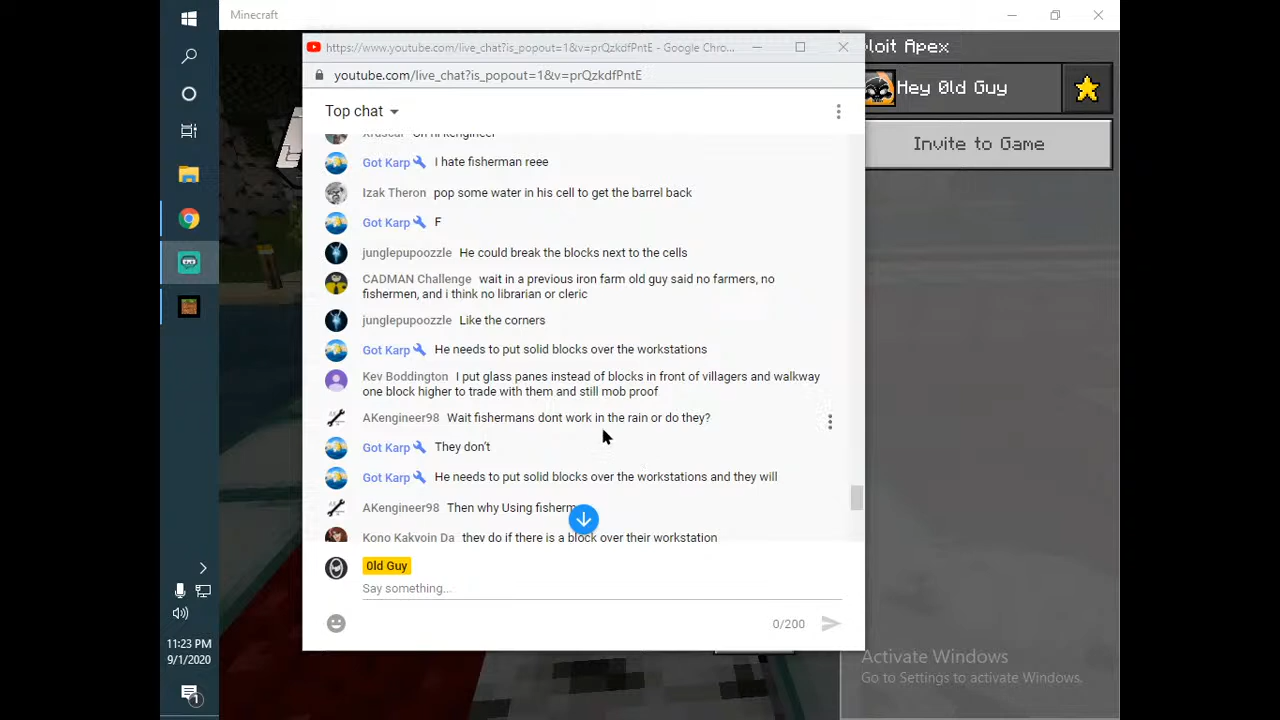 Minecraft
https://www.youtube.com/live_chat?is_popout=1&v=prQzkdfPntE - Google Chro...
youtube.com/live_chat?is_popout=1&v=prQzkdfPntE
loit Apex
Hey 0ld Guy
Invite to Game
Top chat
Got Karp I hate fisherman reee
Izak Theron pop some water in his cell to get the barrel back
Got Karp F
junglepupoozzle He could break the blocks next to the cells
CADMAN Challenge wait in a previous iron farm old guy said no farmers, no
fishermen, and i think no librarian or cleric
junglepupoozzle Like the corners
Got Karp He needs to put solid blocks over the workstations
Kev Boddington I put glass panes instead of blocks in front of villagers and walkway
one block higher to trade with them and still mob proof
AKengineer98 Wait fishermans dont work in the rain or do they?
Got Karp They don't
Got Karp He needs to put solid blocks over the workstations and they will
AKengineer98 Then why Using fisherm
Kono Kakvoin Da they do if there is a block over their workstation
0ld Guy
Say something...
0/200
11:23 PM
9/1/2020
1
Activate Windows
Go to Settings to activate Windows.